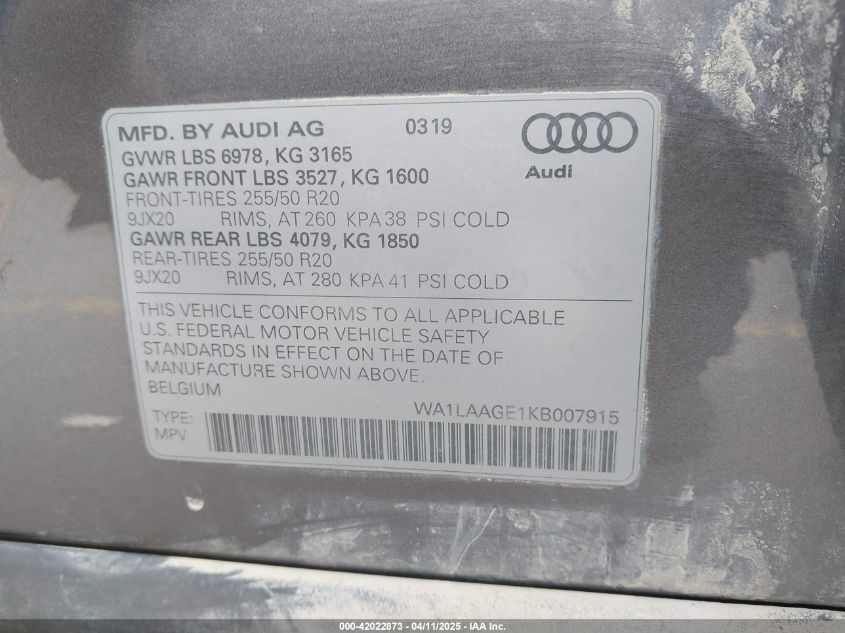 MFD. BY AUDI AG 0319
GVWR LBS 6978, KG 3165
GAWR FRONT LBS 3527, KG 1600
Audi
FRONT-TIRES 255/50 R20
9JX20 RIMS, AT 260 KPA 38 PSI COLD
GAWR REAR LBS 4079, KG 1850
REAR-TIRES 255/50 R20
9JX20 RIMS, AT 280 KPA 41 PSI COLD
THIS VEHICLE CONFORMS TO ALL APPLICABLE
U.S. FEDERAL MOTOR VEHICLE SAFETY
STANDARDS IN EFFECT ON THE DATE OF
MANUFACTURE SHOWN ABOVE.
BELGIUM
WA1LAAGE1KB007915
TYPE:
MPV
000-42022873 - 04/11/2025 - IAA Inc.